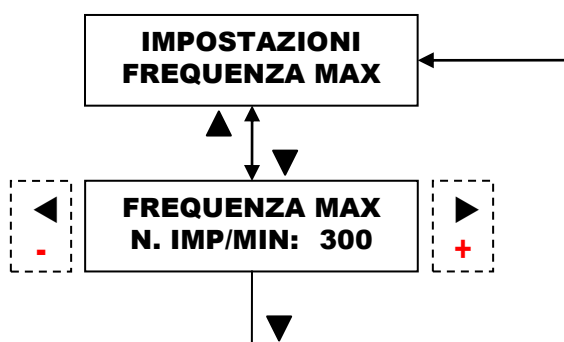 IMPOSTAZIONI
FREQUENZA MAX
FREQUENZA MAX
N. IMP/MIN: 300
-
+